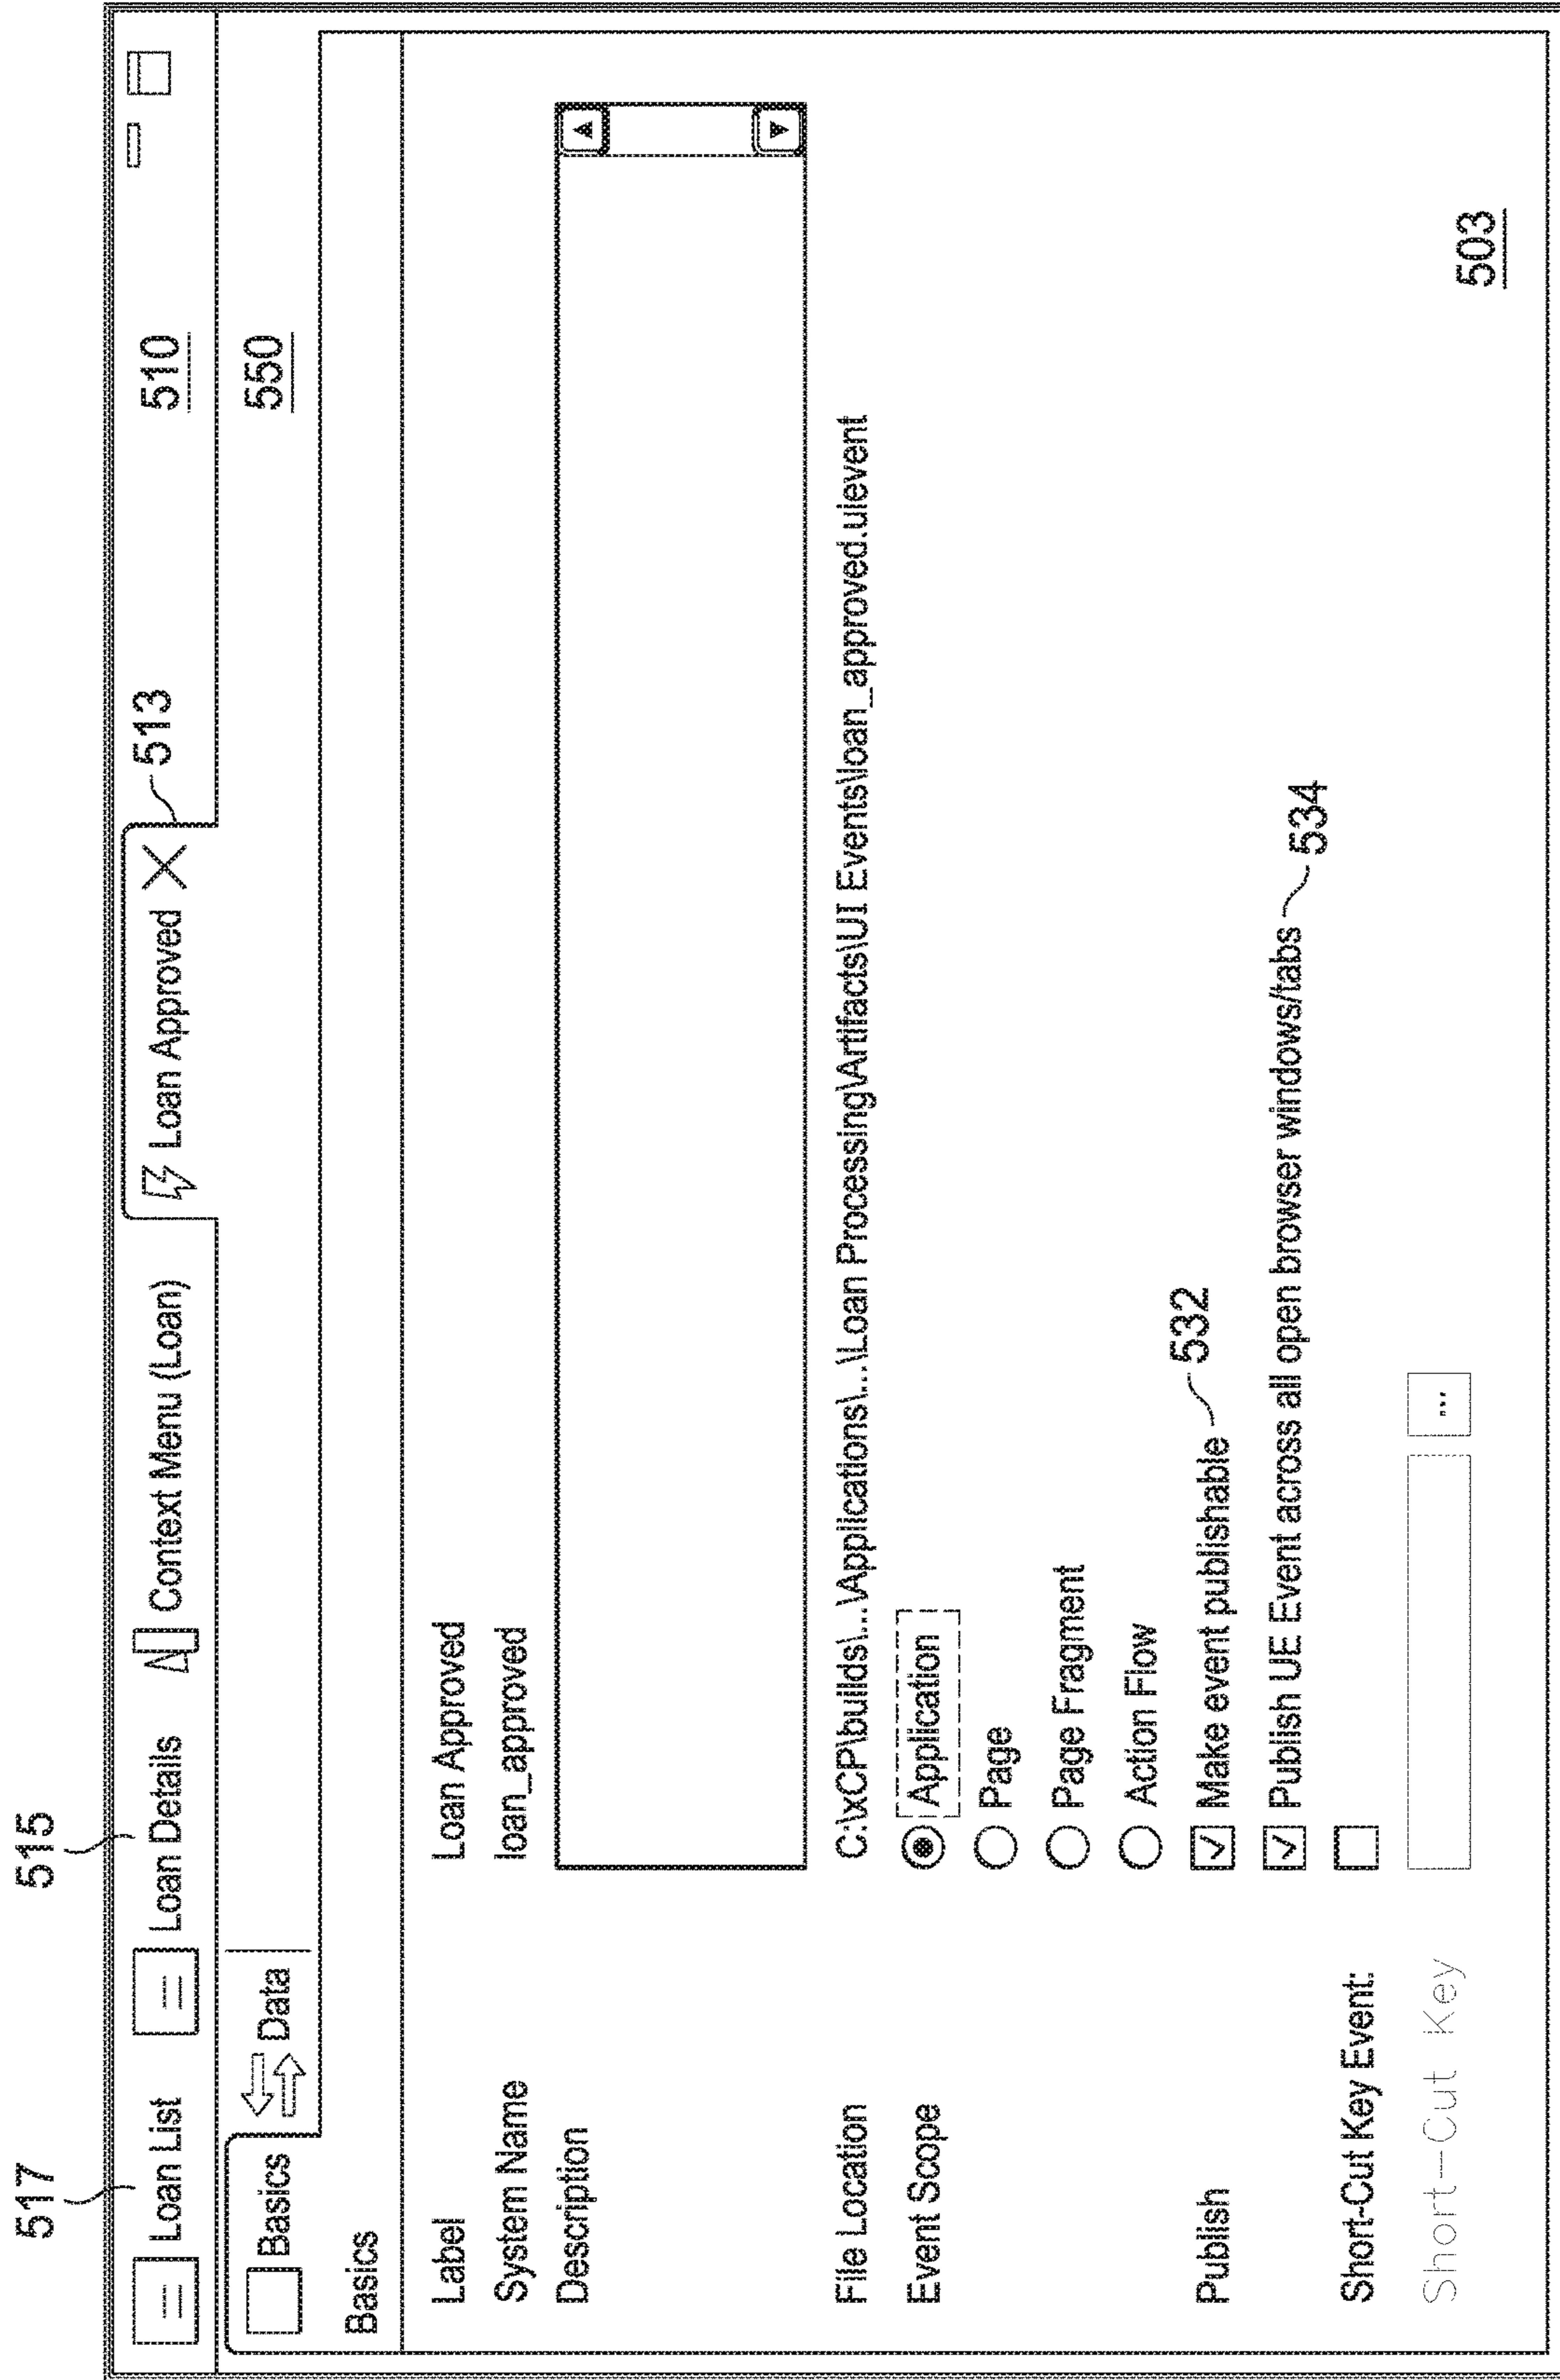 517
515
Loan List
Loan Details
Context Menu (Loan)
Loan Approved
513
510
Basics
Data
550
Basics
Label
Loan Approved
System Name
loan_approved
Description
File Location
C:\xCP\builds\...\Applications\...\Loan Processing\Artifacts\UI Events\loan_approved.uievent
Event Scope
Application
Page
Page Fragment
Action Flow
Publish
Make event publishable
532
Publish UE Event across all open browser windows/tabs
534
Short-Cut Key Event:
Short-Cut Key
...
503